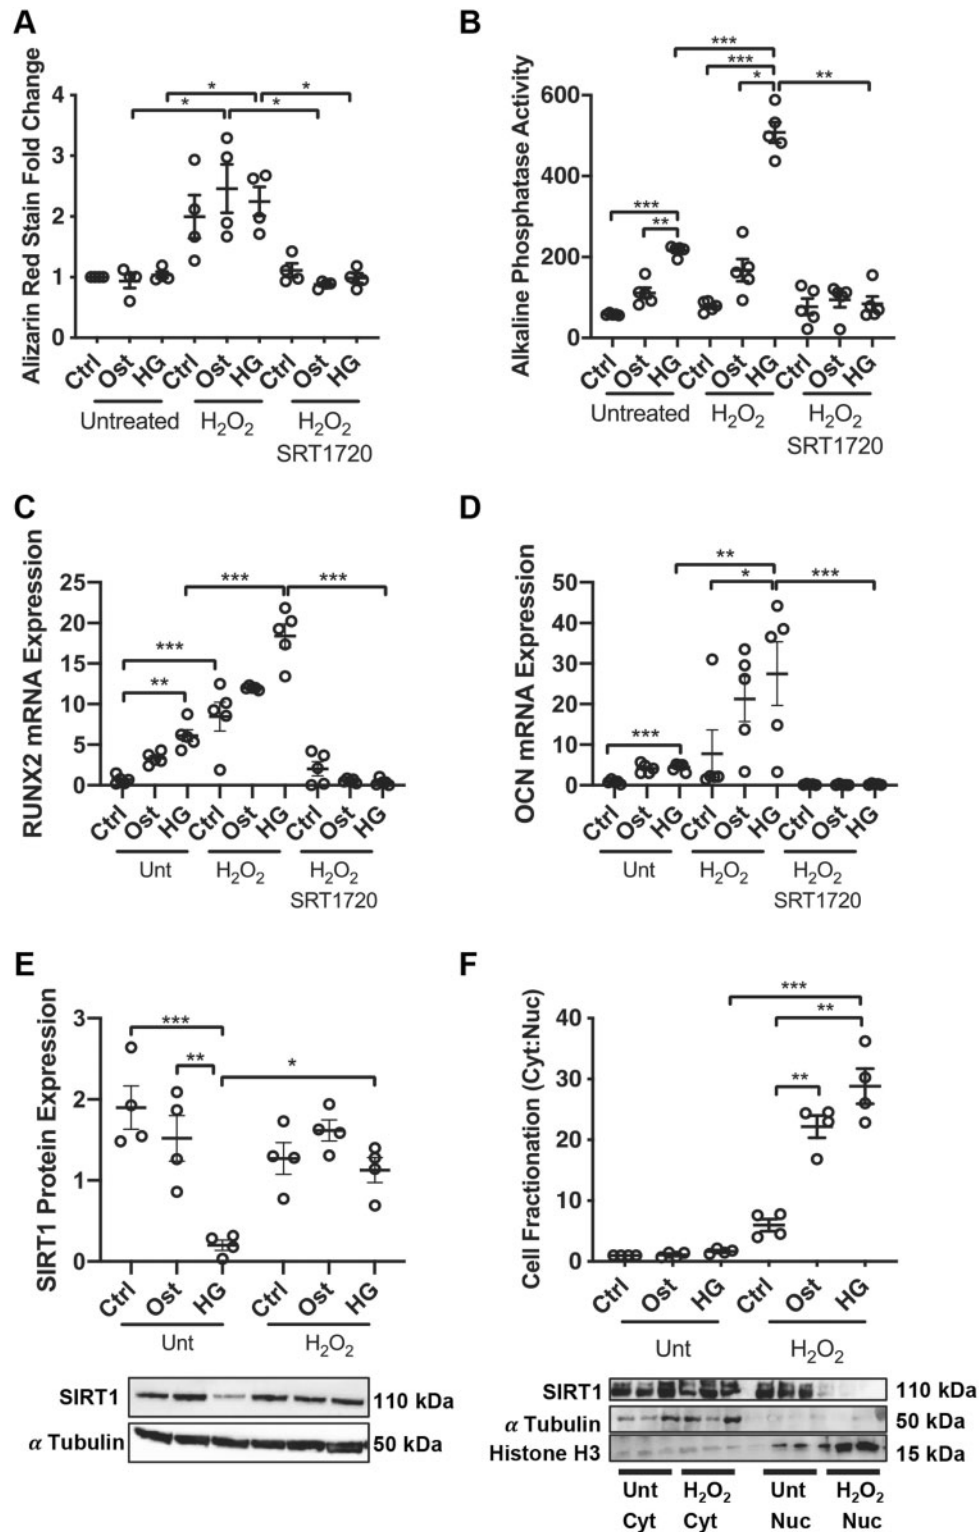 A
Alizarin Red Stain Fold Change
4
3
2
1
0
* * * *
Ctrl Ost HG Ctrl Ost HG Ctrl Ost HG
Untreated H₂O₂ H₂O₂
SRT1720
B
Alkaline Phosphatase Activity
600
400
200
0
***
***
* **
***
**
Ctrl Ost HG Ctrl Ost HG Ctrl Ost HG
Untreated H₂O₂ H₂O₂
SRT1720
C
RUNX2 mRNA Expression
25
20
15
10
5
0
*** ***
***
**
Ctrl Ost HG Ctrl Ost HG Ctrl Ost HG
Unt H₂O₂ H₂O₂
SRT1720
D
OCN mRNA Expression
50
40
30
20
10
0
**
* ***
***
Ctrl Ost HG Ctrl Ost HG Ctrl Ost HG
Unt H₂O₂ H₂O₂
SRT1720
E
SIRT1 Protein Expression
3
2
1
0
***
** *
Ctrl Ost HG Ctrl Ost HG
Unt H₂O₂
SIRT1 110 kDa
α Tubulin 50 kDa
F
Cell Fractionation (Cyt:Nuc)
40
30
20
10
0
***
**
**
Ctrl Ost HG Ctrl Ost HG
Unt H₂O₂
SIRT1 110 kDa
α Tubulin 50 kDa
Histone H3 15 kDa
Unt H₂O₂ Unt H₂O₂
Cyt Cyt Nuc Nuc